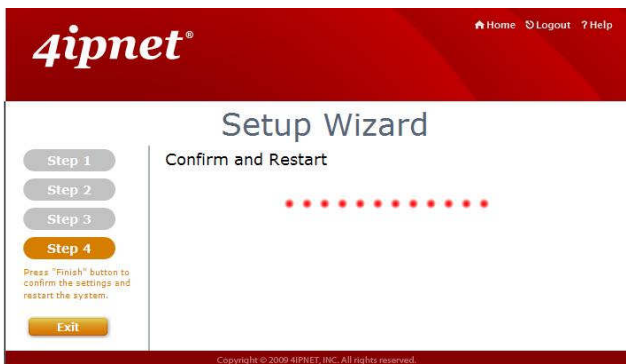 4ipnet®
Home Logout ? Help
Setup Wizard
Step 1
Step 2
Step 3
Step 4
Press "Finish" button to
confirm the settings and
restart the system.
Exit
Confirm and Restart
Copyright © 2009 4IPNET, INC. All rights reserved.